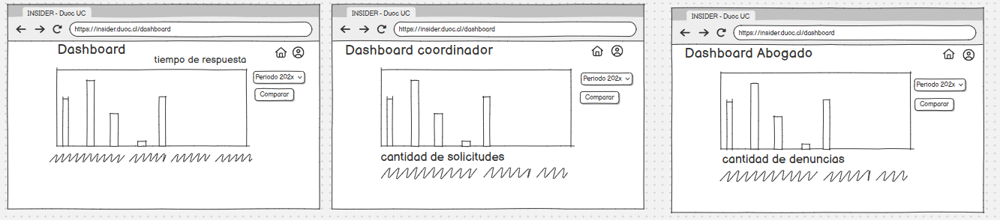 INSIDER - Duoc UC
https://insider.duoc.cl/dashboard
Dashboard
tiempo de respuesta
Periodo 202x
Comparar
INSIDER - Duoc UC
https://insider.duoc.cl/dashboard
Dashboard coordinador
Periodo 202x
Comparar
cantidad de solicitudes
INSIDER - Duoc UC
https://insider.duoc.cl/dashboard
Dashboard Abogado
Periodo 202x
Comparar
cantidad de denuncias